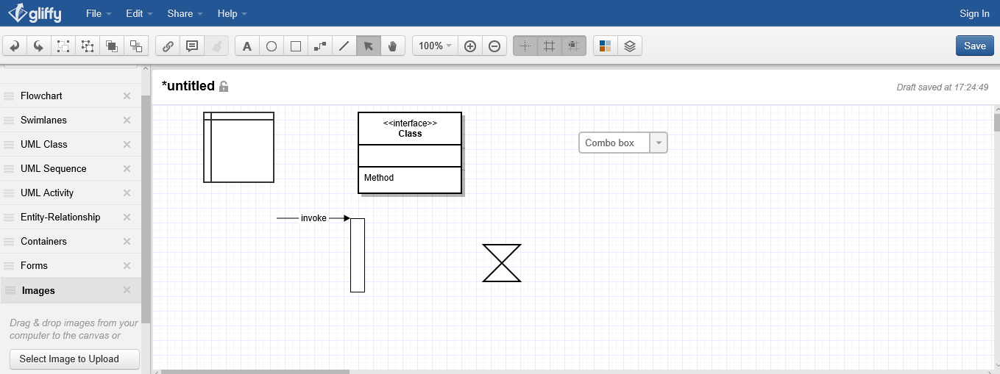 gliffy File Edit Share Help Sign In
A 100% Save
*untitled Draft saved at 17:24:49
Flowchart
Swimlanes
UML Class
UML Sequence
UML Activity
Entity-Relationship
Containers
Forms
Images
Drag & drop images from your
computer to the canvas or
Select Image to Upload
<<interface>>
Class
Method
Combo box
invoke